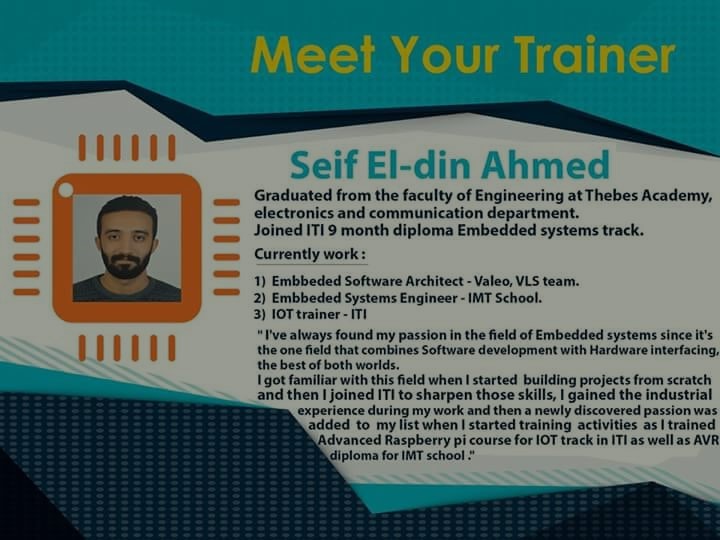 Meet Your Trainer
Seif El-din Ahmed
Graduated from the faculty of Engineering at Thebes Academy,
electronics and communication department.
Joined ITI 9 month diploma Embedded systems track.
Currently work :
1) Embbeded Software Architect - Valeo, VLS team.
2) Embbeded Systems Engineer - IMT School.
3) IOT trainer - ITI
" I've always found my passion in the field of Embedded systems since it's
the one field that combines Software development with Hardware interfacing,
the best of both worlds.
I got familiar with this field when I started building projects from scratch
and then I joined ITI to sharpen those skills, I gained the industrial
experience during my work and then a newly discovered passion was
added to my list when I started training activities as I trained
Advanced Raspberry pi course for IOT track in ITI as well as AVR
diploma for IMT school ."